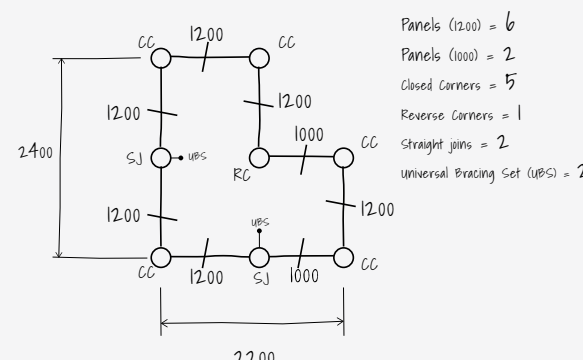 1200
CC
CC
Panels (1200) = 6
Panels (1000) = 2
Closed Corners = 5
Reverse Corners = 1
Straight joins = 2
Universal Bracing Set (UBS) = 2
1200
1200
1000
CC
2400
SJ
UBS
RC
1200
1200
UBS
CC
1200
SJ
1000
CC
2200